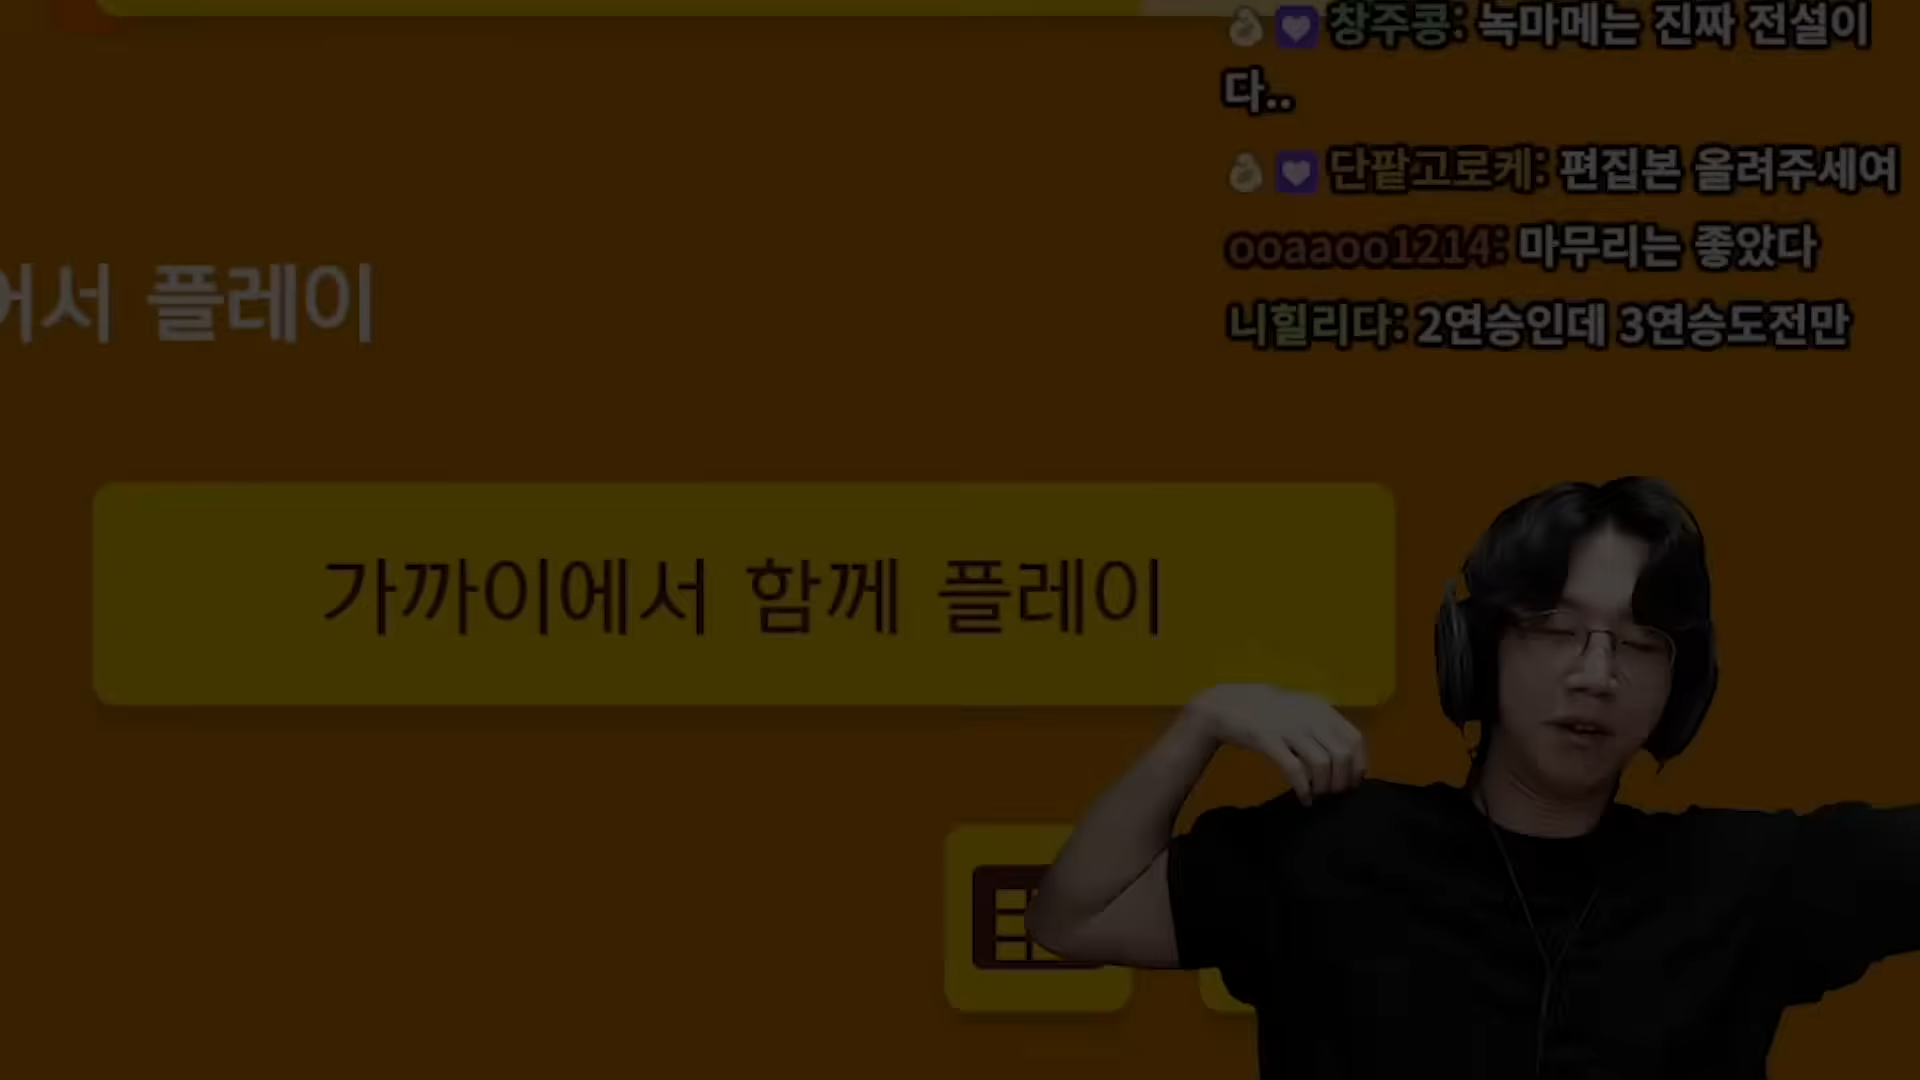 창주콩: 녹마메는 진짜 전설이
다..
단팥고로케: 편집본 올려주세여
ooaaoo1214: 마무리는 좋았다
니힐리다: 2연승인데 3연승도전만
어서 플레이
가까이에서 함께 플레이